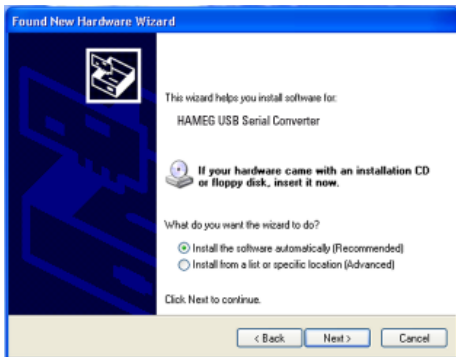 Found New Hardware Wizard
This wizard helps you install software for:
HAMEG USB Serial Converter
If your hardware came with an installation CD
or floppy disk, insert it now.
What do you want the wizard to do?
Install the software automatically (Recommended)
Install from a list or specific location (Advanced)
Click Next to continue.
< Back Next > Cancel